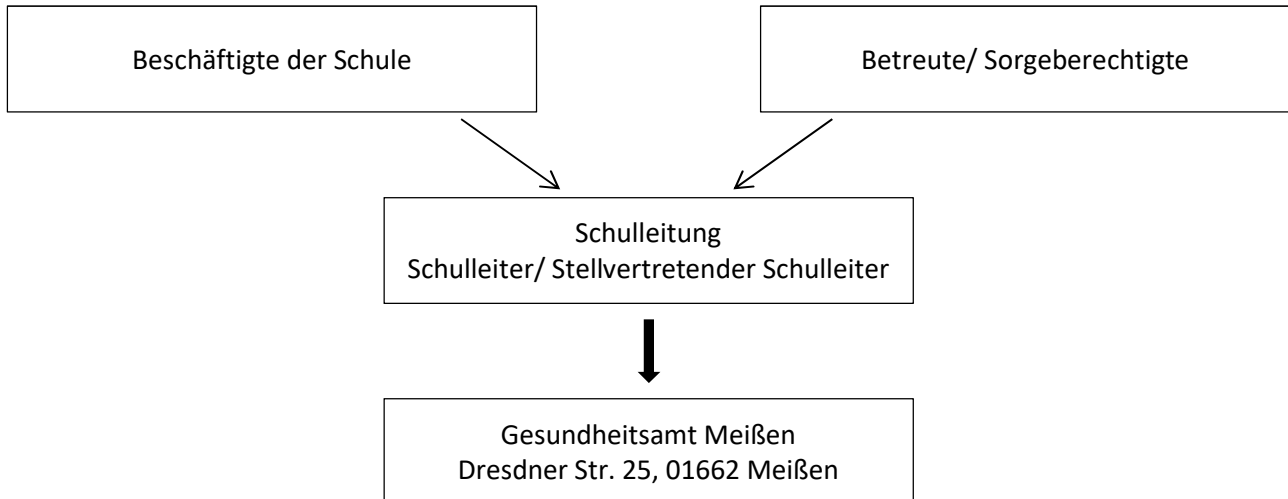 Beschäftigte der Schule
Betreute/ Sorgeberechtigte
Schulleitung
Schulleiter/ Stellvertretender Schulleiter
Gesundheitsamt Meißen
Dresdner Str. 25, 01662 Meißen